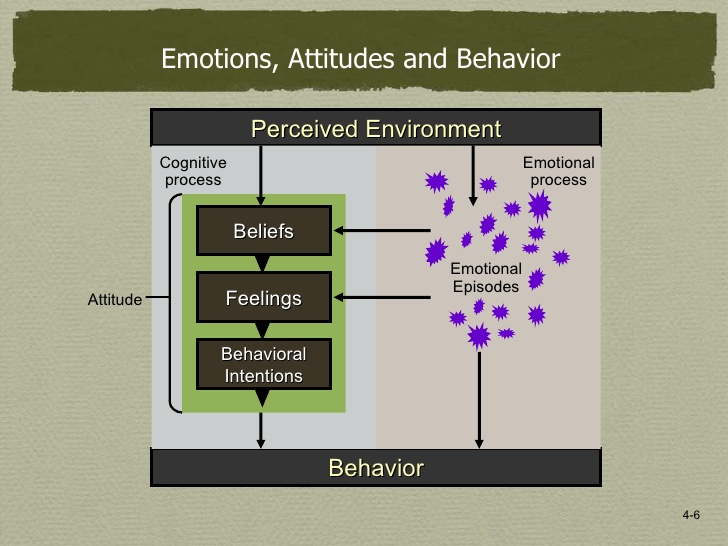 Emotions, Attitudes and Behavior
Perceived Environment
Cognitive
process
Emotional
process
Beliefs
Emotional
Episodes
Attitude
Feelings
Behavioral
Intentions
Behavior
4-6